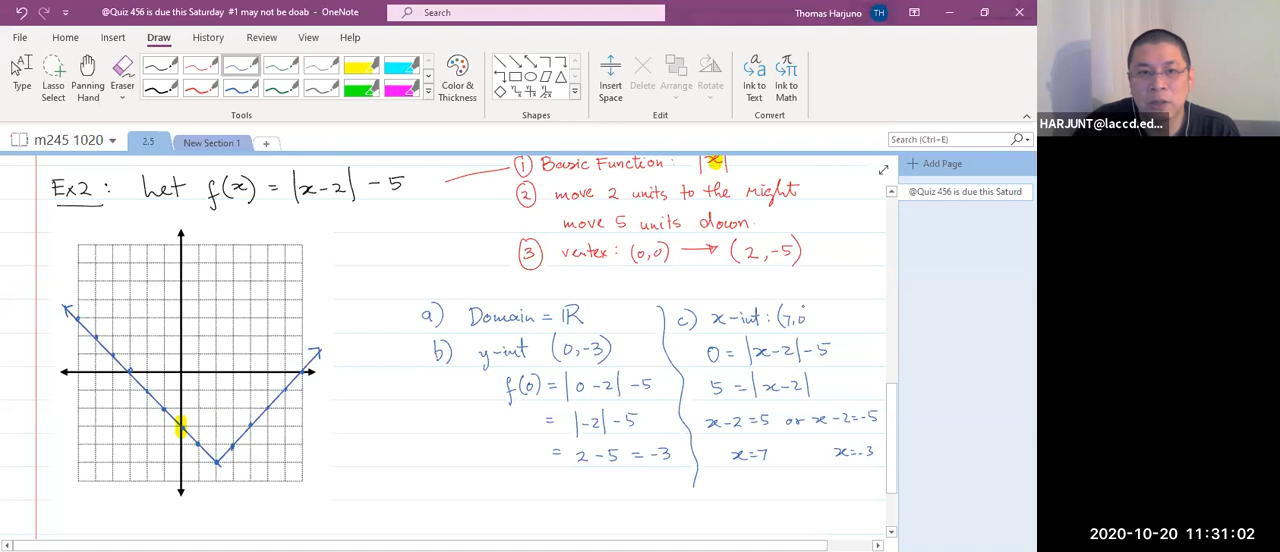 @Quiz 456 is due this Saturday #1 may not be doab - OneNote
Search
Thomas Harjuno
TH
File Home Insert Draw History Review View Help
Type Lasso Select Panning Hand Eraser
Color & Thickness
Insert Space Delete Arrange Rotate
Ink to Text Ink to Math
Tools Shapes Edit Convert
m245 1020 2.5 New Section 1
Search (Ctrl+E)
Add Page
@Quiz 456 is due this Saturd
HARJUNT@laccd.ed...
① Basic Function: |x|
Ex2: Let f(x) = |x-2| - 5
② move 2 units to the right
move 5 units down.
③ vertex: (0,0) → (2,-5)
a) Domain = ℝ
b) y-int (0,-3)
f(0) = |0-2| -5
= |-2| -5
= 2 -5 = -3
c) x-int: (7,0
0 = |x-2| -5
5 = |x-2|
x-2 =5 or x-2=-5
x=7 x=-3
2020-10-20 11:31:02